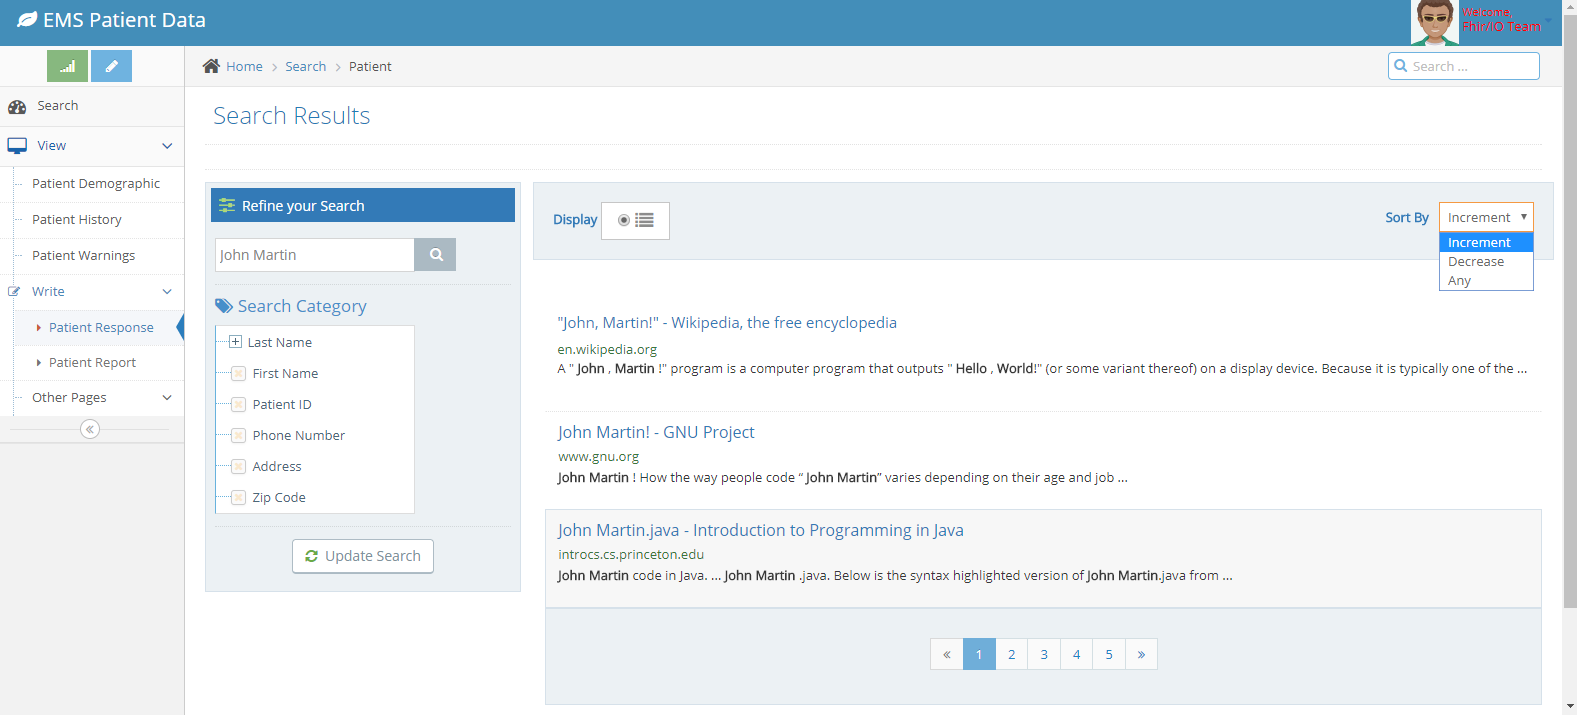 EMS Patient Data
Welcome,
Fhir/IO Team
Home > Search > Patient
Search ...
Search
View
Patient Demographic
Patient History
Patient Warnings
Write
Patient Response
Patient Report
Other Pages
Search Results
Refine your Search
John Martin
Search Category
Last Name
First Name
Patient ID
Phone Number
Address
Zip Code
Update Search
Display
Sort By
Increment
Increment
Decrease
Any
"John, Martin!" - Wikipedia, the free encyclopedia
en.wikipedia.org
A " John , Martin !" program is a computer program that outputs " Hello , World!" (or some variant thereof) on a display device. Because it is typically one of the ...
John Martin! - GNU Project
www.gnu.org
John Martin ! How the way people code “ John Martin” varies depending on their age and job ...
John Martin.java - Introduction to Programming in Java
introcs.cs.princeton.edu
John Martin code in Java. ... John Martin .java. Below is the syntax highlighted version of John Martin.java from ...
« 1 2 3 4 5 »